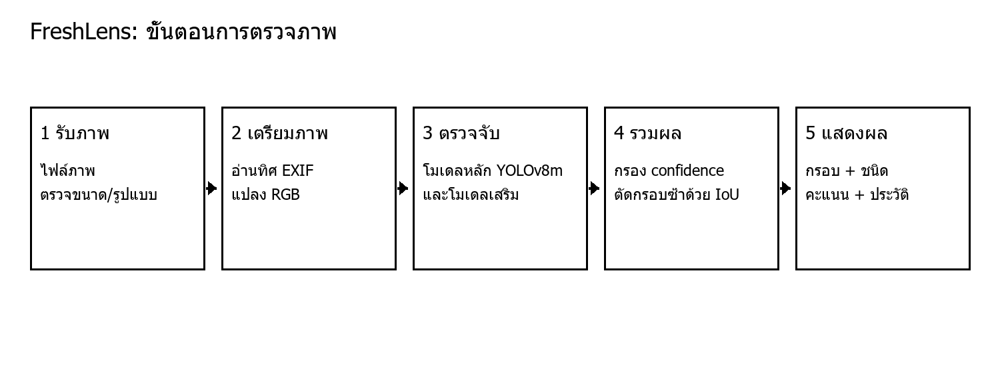 FreshLens: ขั้นตอนการตรวจภาพ
1 รับภาพ
ไฟล์ภาพ
ตรวจขนาด/รูปแบบ
2 เตรียมภาพ
อ่านทิศ EXIF
แปลง RGB
3 ตรวจจับ
โมเดลหลัก YOLOv8m
และโมเดลเสริม
4 รวมผล
กรอง confidence
ตัดกรอบซ้ำด้วย IoU
5 แสดงผล
กรอบ + ชนิด
คะแนน + ประวัติ